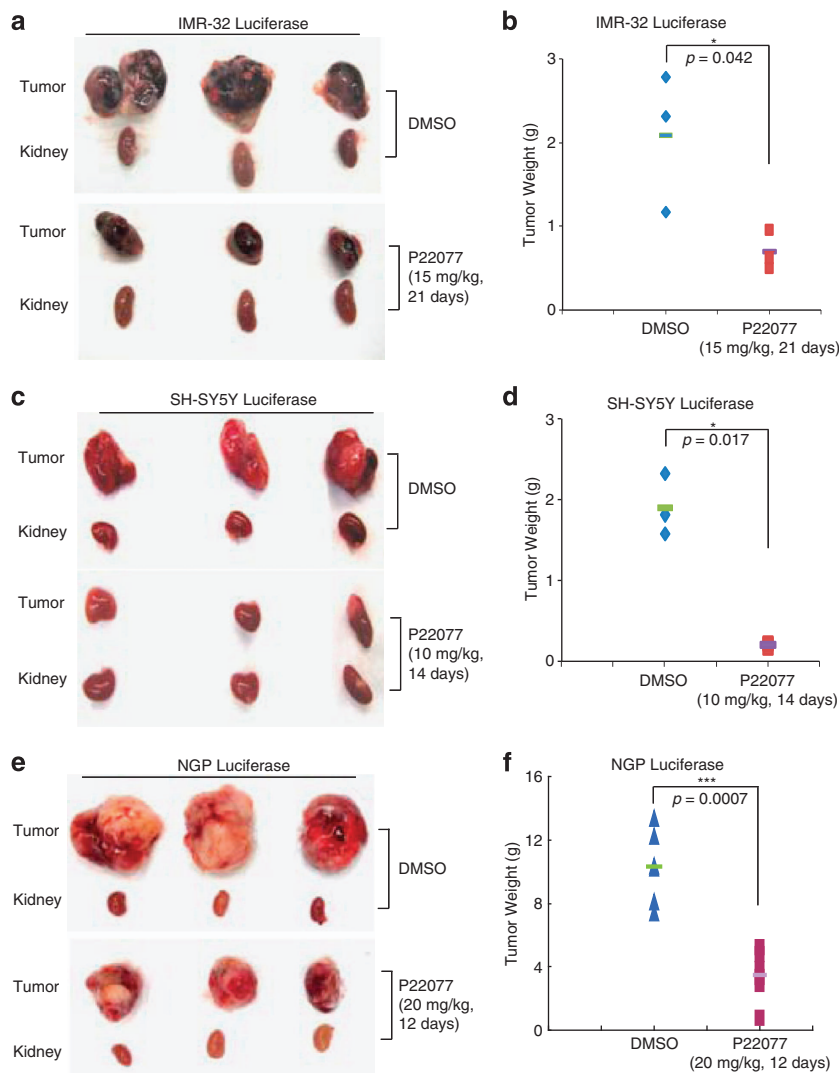 a
IMR-32 Luciferase
Tumor
Kidney
DMSO
Tumor
Kidney
P22077
(15 mg/kg,
21 days)
b
IMR-32 Luciferase
*
p = 0.042
3
2
1
0
Tumor Weight (g)
DMSO
P22077
(15 mg/kg, 21 days)
c
SH-SY5Y Luciferase
Tumor
Kidney
DMSO
Tumor
Kidney
P22077
(10 mg/kg,
14 days)
d
SH-SY5Y Luciferase
*
p = 0.017
3
2
1
0
Tumor Weight (g)
DMSO
P22077
(10 mg/kg, 14 days)
e
NGP Luciferase
Tumor
Kidney
DMSO
Tumor
Kidney
P22077
(20 mg/kg,
12 days)
f
NGP Luciferase
***
p = 0.0007
16
12
8
4
0
Tumor Weight (g)
DMSO
P22077
(20 mg/kg, 12 days)